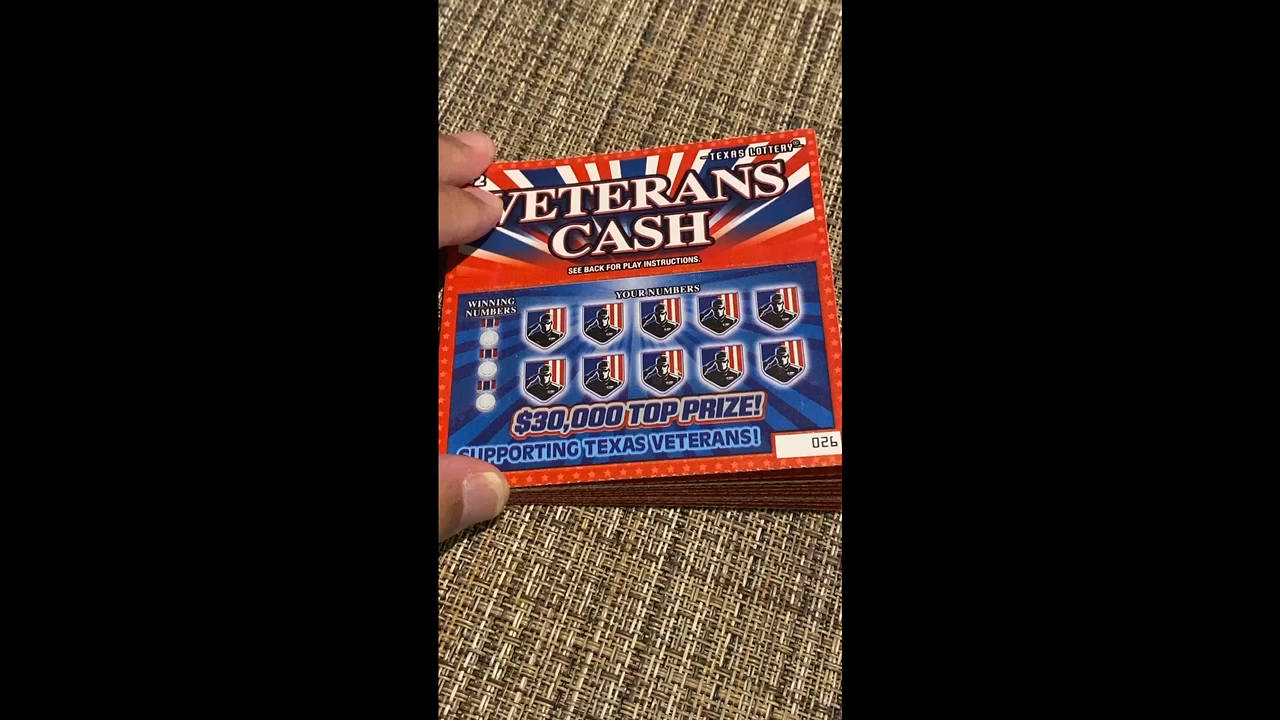 TEXAS LOTTERY®
2
VETERANS
CASH
SEE BACK FOR PLAY INSTRUCTIONS.
WINNING
NUMBERS
YOUR NUMBERS
$30,000 TOP PRIZE!
SUPPORTING TEXAS VETERANS!
026